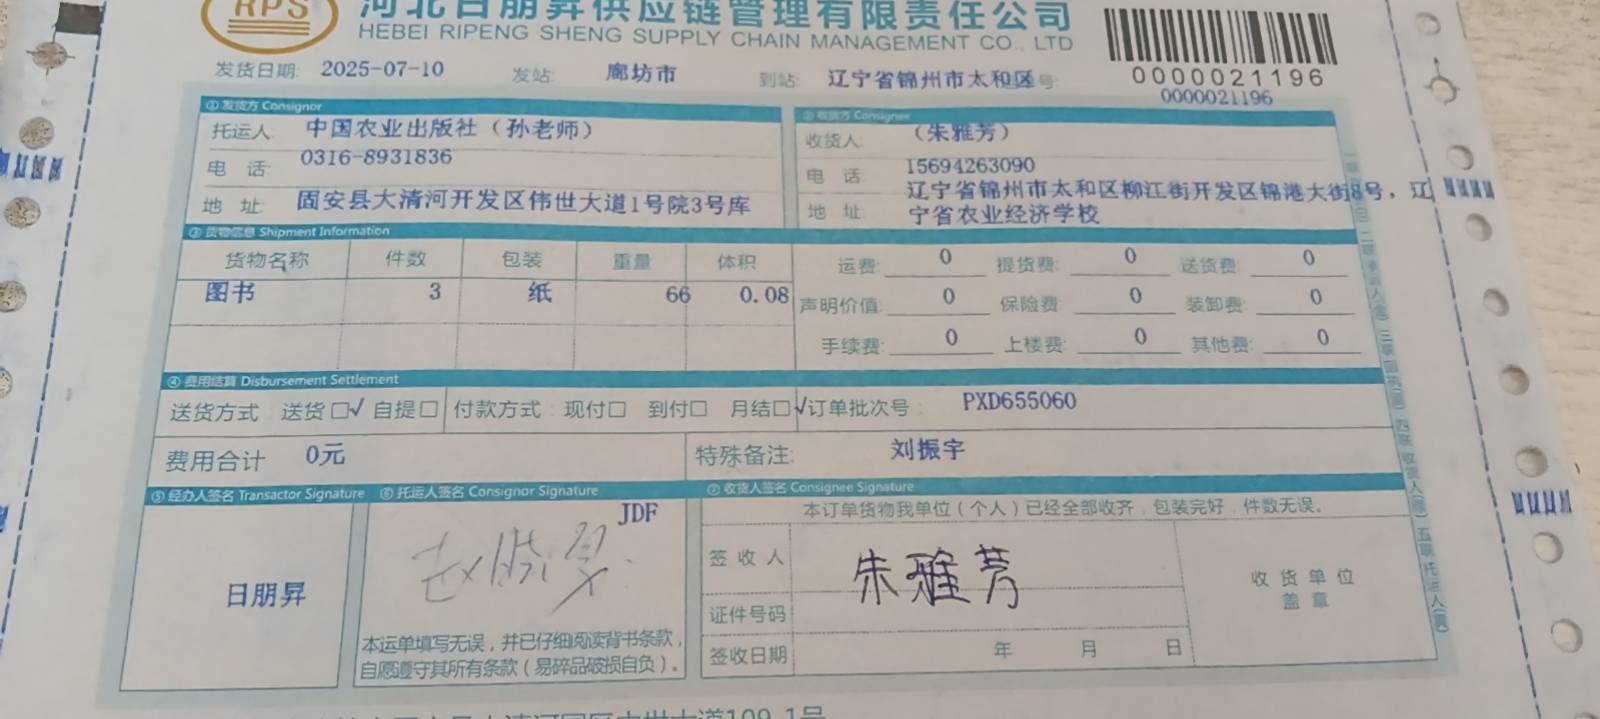 RPS 河北日朋昇供应链管理有限责任公司
HEBEI RIPENG SHENG SUPPLY CHAIN MANAGEMENT CO., LTD
0000021196
发货日期: 2025-07-10 发站: 廊坊市 到站: 辽宁省锦州市太和区 号:
0000021196
① 发货方 Consignor
② 收货方 Consignee
托运人 中国农业出版社（孙老师）
收货人 （朱雅芳）
电 话: 0316-8931836
电 话 15694263090
地 址: 固安县大清河开发区伟世大道1号院3号库
地 址: 辽宁省锦州市太和区柳江街开发区锦港大街8号，辽
宁省农业经济学校
③ 货物信息 Shipment Information
货物名称 件数 包装 重量 体积
图书 3 纸 66 0.08
运费: 0 提货费: 0 送货费: 0
声明价值: 0 保险费: 0 装卸费: 0
手续费: 0 上楼费: 0 其他费: 0
④ 费用结算 Disbursement Settlement
送货方式: 送货 □√ 自提 □ 付款方式: 现付□ 到付□ 月结□√ 订单批次号: PXD655060
费用合计 0元 特殊备注: 刘振宇
⑤ 经办人签名 Transactor Signature
⑥ 托运人签名 Consignor Signature
⑦ 收货人签名 Consignee Signature
日朋昇
JDF
本运单填写无误，并已仔细阅读背书条款，
自愿遵守其所有条款（易碎品破损自负）。
本订单货物我单位（个人）已经全部收齐，包装完好，件数无误。
签收人 朱雅芳
证件号码
签收日期 年 月 日
收货单位
盖章